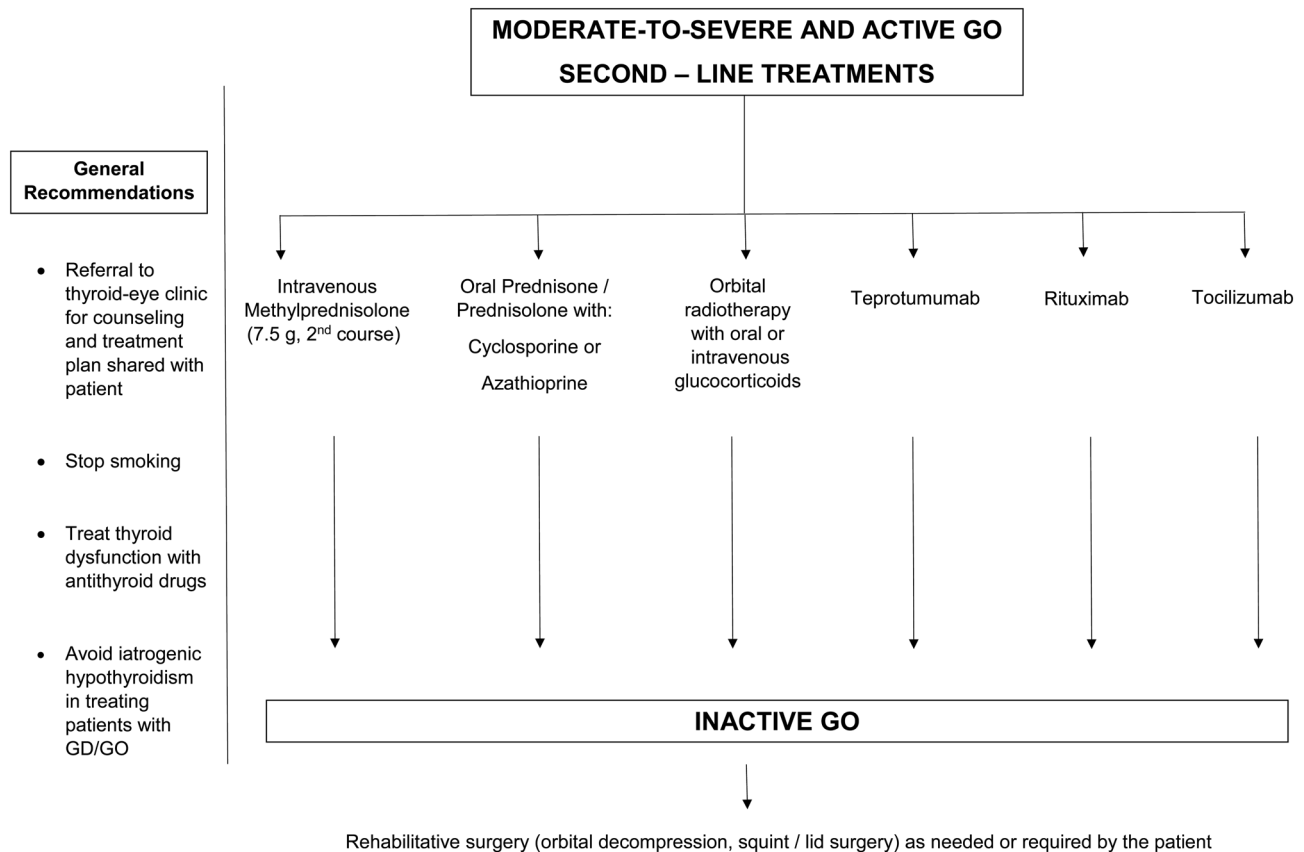 MODERATE-TO-SEVERE AND ACTIVE GO
SECOND – LINE TREATMENTS
General
Recommendations
• Referral to
thyroid-eye clinic
for counseling
and treatment
plan shared with
patient
• Stop smoking
• Treat thyroid
dysfunction with
antithyroid drugs
• Avoid iatrogenic
hypothyroidism
in treating
patients with
GD/GO
Intravenous
Methylprednisolone
(7.5 g, 2nd course)
Oral Prednisone /
Prednisolone with:
Cyclosporine or
Azathioprine
Orbital
radiotherapy
with oral or
intravenous
glucocorticoids
Teprotumumab
Rituximab
Tocilizumab
INACTIVE GO
Rehabilitative surgery (orbital decompression, squint / lid surgery) as needed or required by the patient